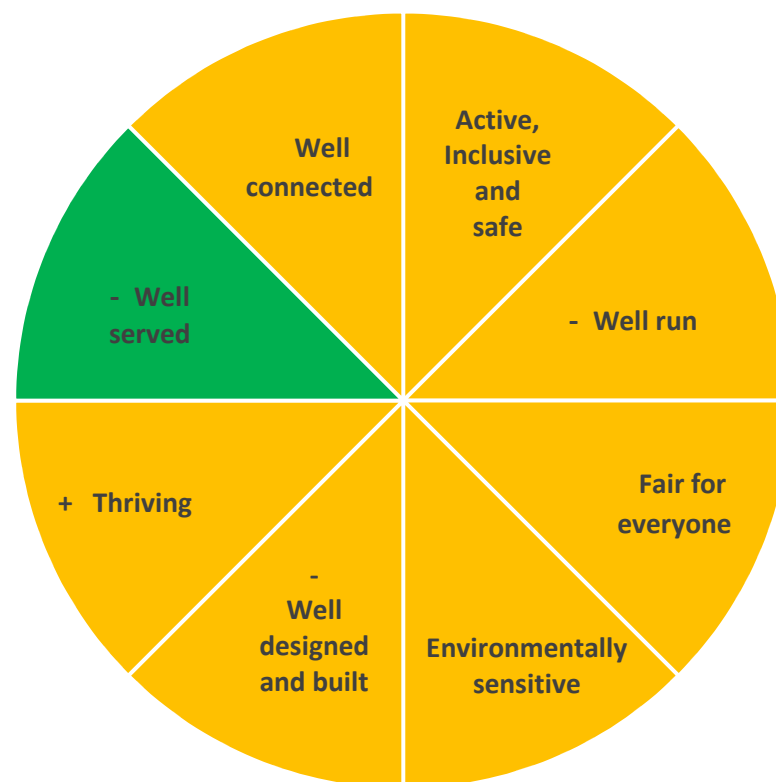 Active,
Inclusive
and
safe
- Well run
Fair for
everyone
Environmentally
sensitive
-
Well
designed
and built
+ Thriving
- Well
served
Well
connected